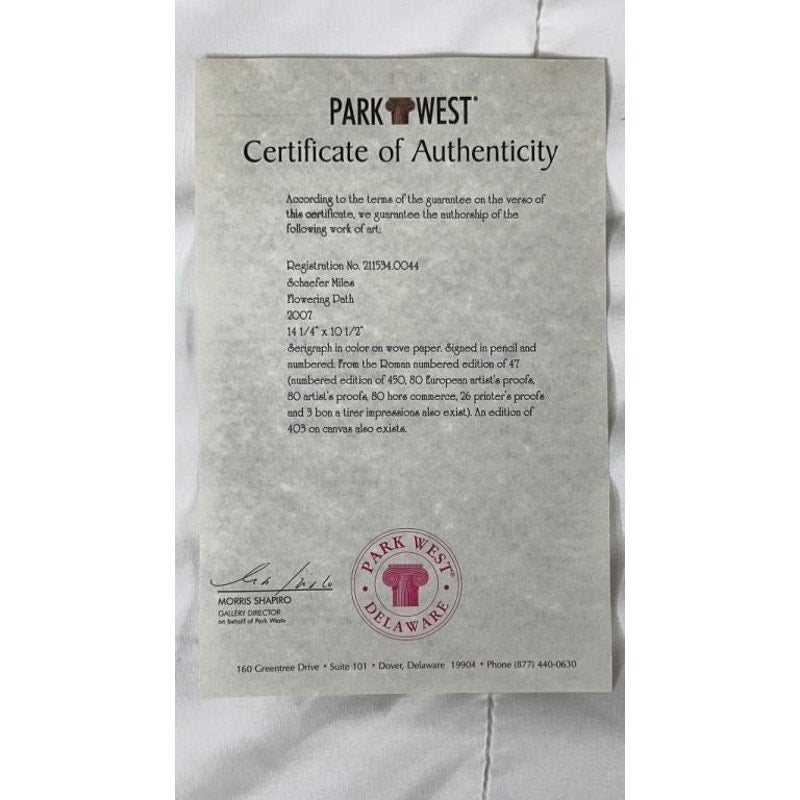 PARK WEST®
Certificate of Authenticity
According to the terms of the guarantee on the verso of
this certificate, we guarantee the authorship of the
following work of art:
Registration No. 211534.0044
Schaefer Miles
Flowering Path
2007
14 1/4" x 10 1/2"
Serigraph in color on wove paper. Signed in pencil and
numbered. From the Roman numbered edition of 47
(numbered edition of 450, 80 European artist's proofs,
80 artist's proofs, 80 hors commerce, 26 printer's proofs
and 3 bon a tirer impressions also exist). An edition of
403 on canvas also exists.
MORRIS SHAPIRO
GALLERY DIRECTOR
on behalf of Park West®
PARK WEST®
• DELAWARE •
160 Greentree Drive • Suite 101 • Dover, Delaware 19904 • Phone (877) 440-0630